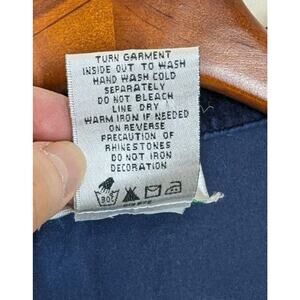 TURN GARMENT
INSIDE OUT TO WASH
HAND WASH COLD
SEPARATELY
DO NOT BLEACH
LINE DRY
WARM IRON IF NEEDED
ON REVERSE
PRECAUTION OF
RHINESTONES
DO NOT IRON
DECORATION